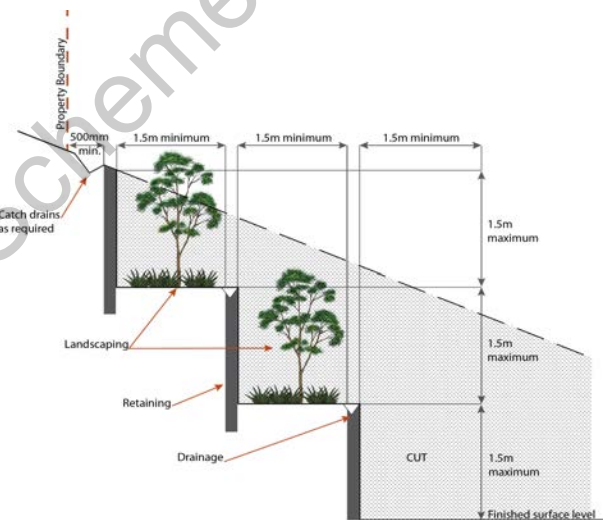 Property Boundary
500mm
min.
1.5m minimum
1.5m minimum
1.5m minimum
Catch drains
as required
1.5m
maximum
Landscaping
1.5m
maximum
Retaining
Drainage
CUT
1.5m
maximum
Finished surface level